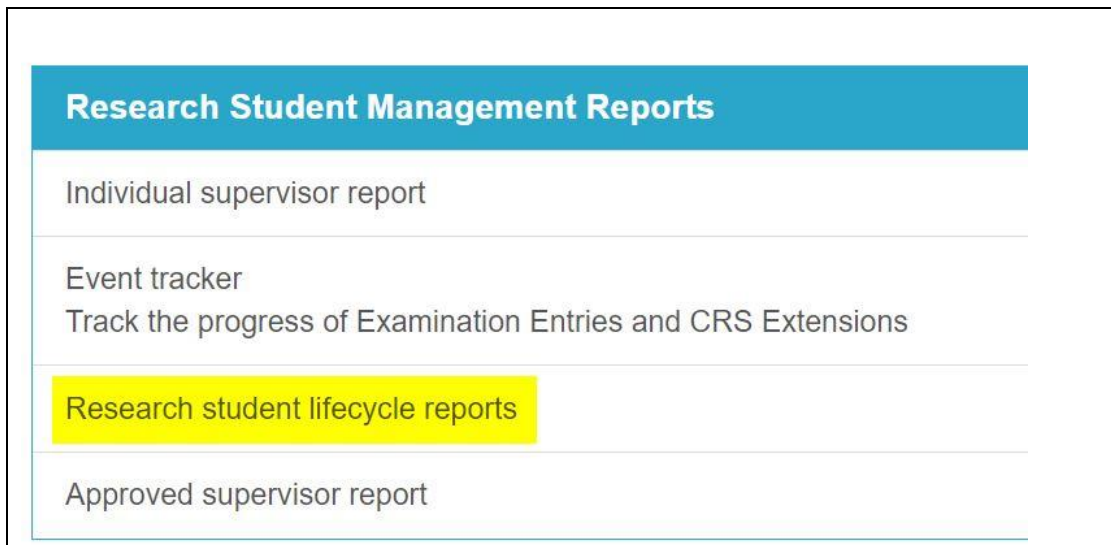 Research Student Management Reports
Individual supervisor report
Event tracker
Track the progress of Examination Entries and CRS Extensions
Research student lifecycle reports
Approved supervisor report